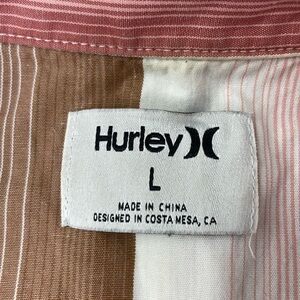 Hurley
L
MADE IN CHINA
DESIGNED IN COSTA MESA, CA